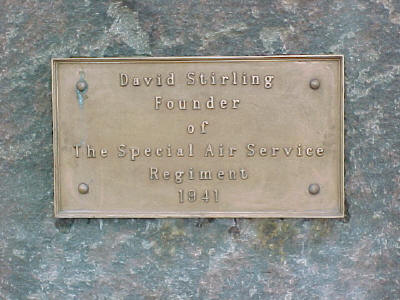 David Stirling
Founder
of
The Special Air Service
Regiment
1941